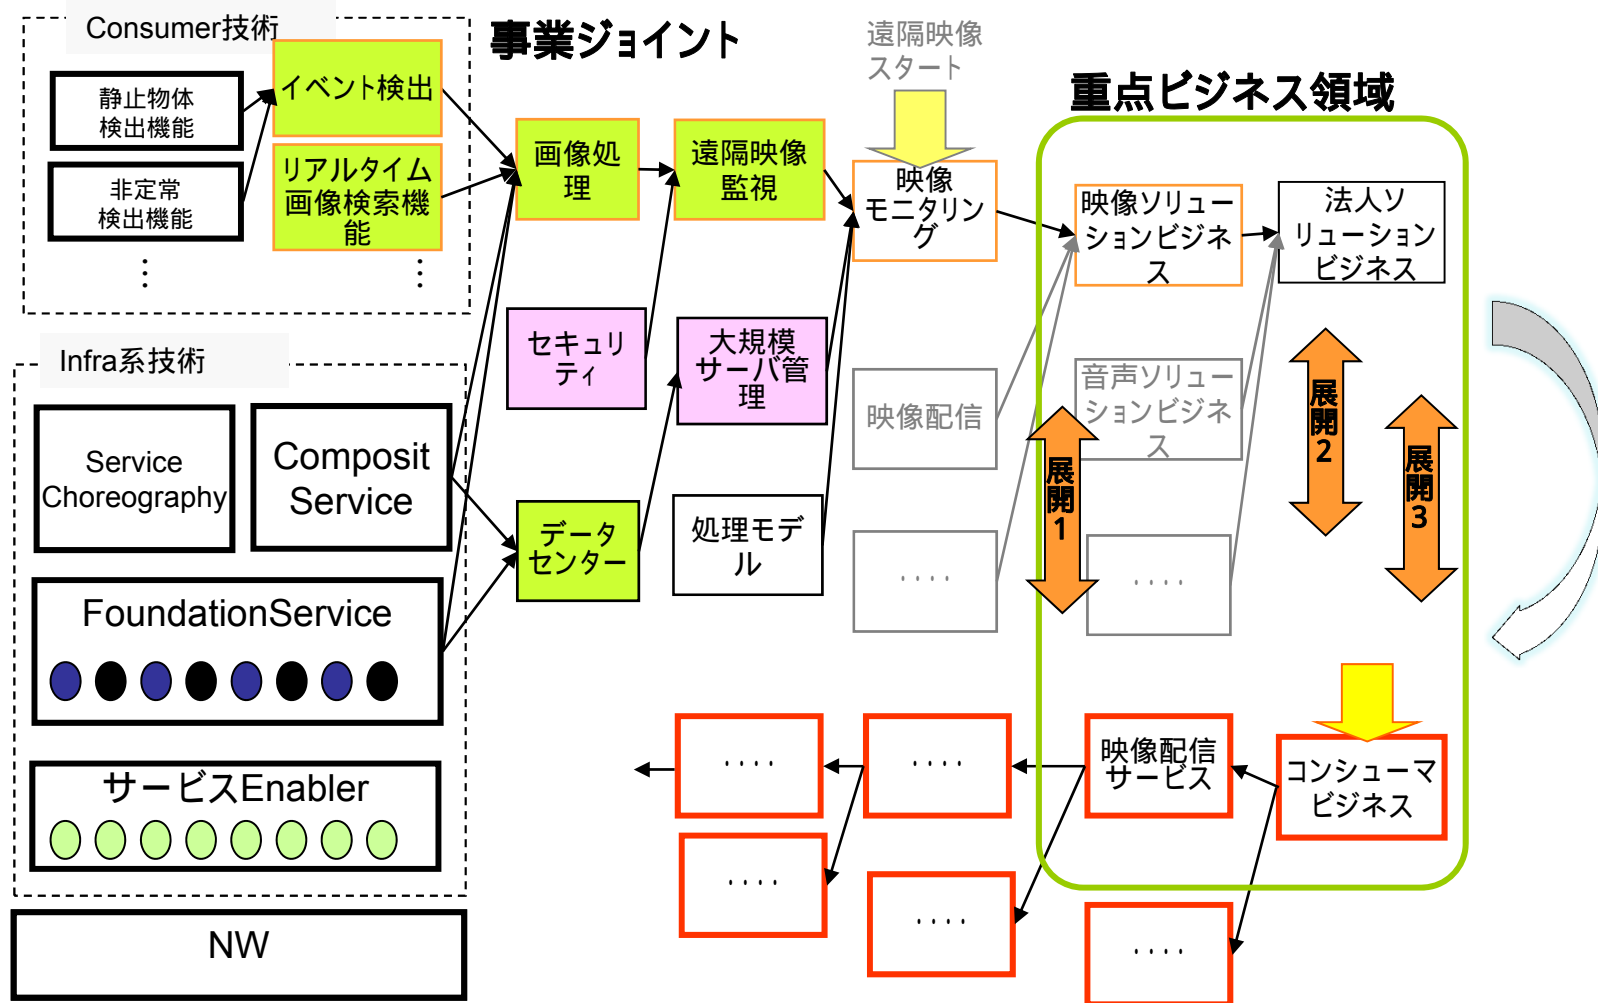 Consumer技術
静止物体
検出機能
非定常
検出機能
︙
イベント検出
リアルタイム
画像検索機
能
︙
事業ジョイント
遠隔映像
スタート
重点ビジネス領域
画像処
理
遠隔映像
監視
映像
モニタリン
グ
映像ソリュー
ションビジネ
ス
法人ソ
リューション
ビジネス
セキュリ
ティ
大規模
サーバ管
理
映像配信
音声ソリュー
ションビジネ
ス
展開1
展開2
展開3
Infra系技術
Service
Choreography
Composit
Service
データ
センター
処理モデ
ル
‥‥
‥‥
FoundationService
サービスEnabler
NW
‥‥
‥‥
映像配信
サービス
コンシューマ
ビジネス
‥‥
‥‥
‥‥